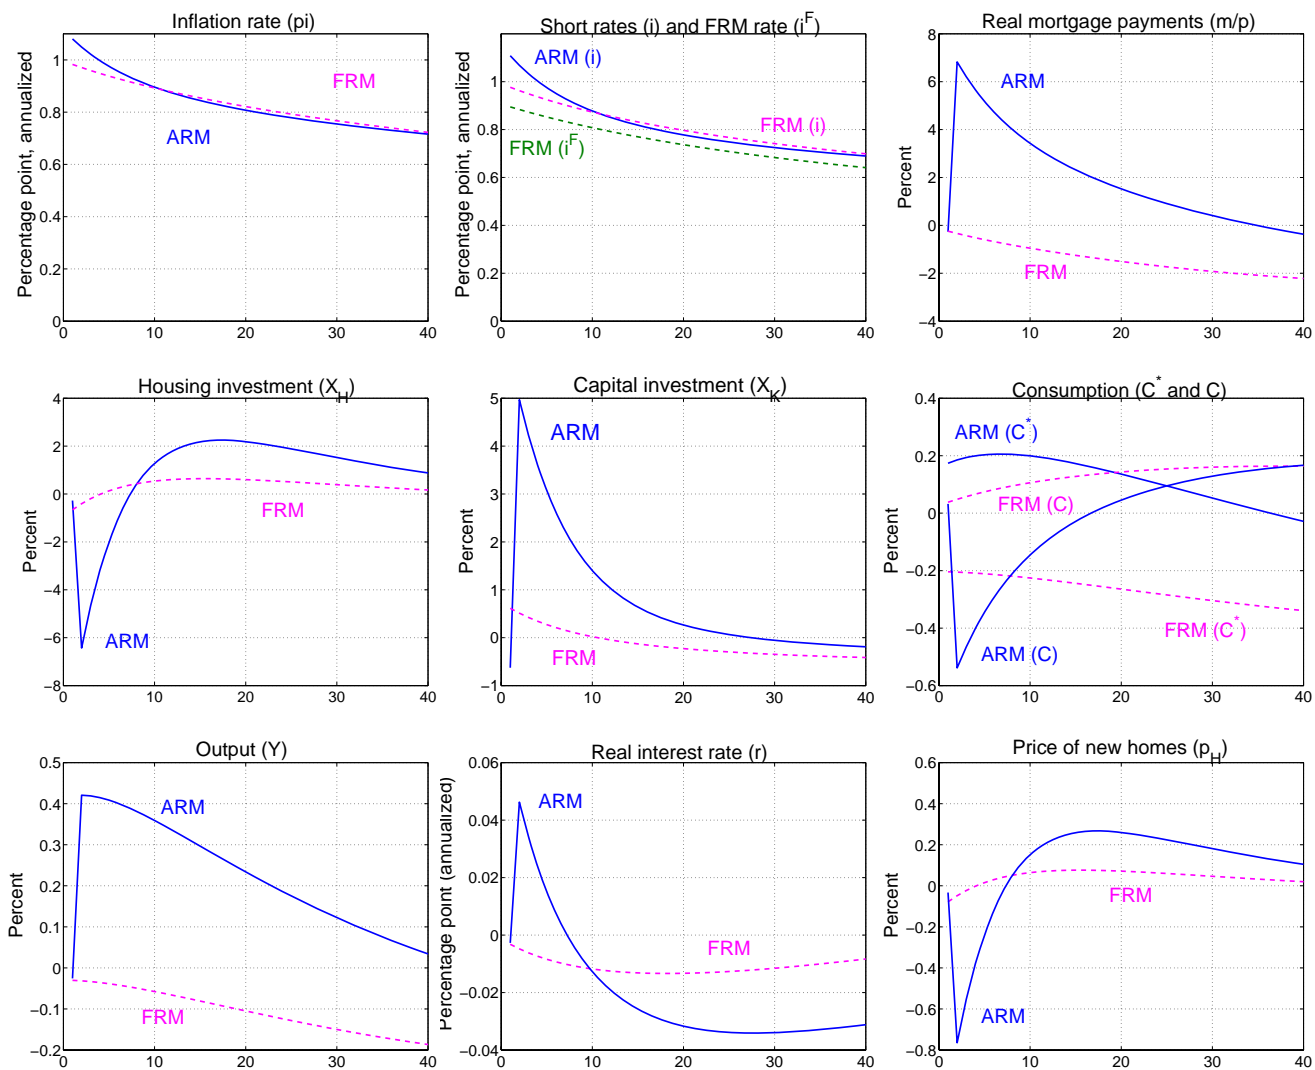 Inflation rate (pi)
Percentage point, annualized
1
0.8
0.6
0.4
0.2
0
FRM
ARM
0 10 20 30 40
Short rates (i) and FRM rate (i^F)
Percentage point, annualized
1
0.8
0.6
0.4
0.2
0
ARM (i)
FRM (i)
FRM (i^F)
0 10 20 30 40
Real mortgage payments (m/p)
Percent
8
6
4
2
0
−2
−4
ARM
FRM
0 10 20 30 40
Housing investment (X_H)
Percent
4
2
0
−2
−4
−6
−8
FRM
ARM
0 10 20 30 40
Capital investment (X_K)
5
4
3
2
1
0
−1
ARM
FRM
0 10 20 30 40
Consumption (C^* and C)
Percent
0.4
0.2
0
−0.2
−0.4
−0.6
ARM (C^*)
FRM (C)
FRM (C^*)
ARM (C)
0 10 20 30 40
Output (Y)
Percent
0.5
0.4
0.3
0.2
0.1
0
−0.1
−0.2
ARM
FRM
0 10 20 30 40
Real interest rate (r)
Percentage point (annualized)
0.06
0.04
0.02
0
−0.02
−0.04
ARM
FRM
0 10 20 30 40
Price of new homes (p_H)
Percent
0.6
0.4
0.2
0
−0.2
−0.4
−0.6
−0.8
FRM
ARM
0 10 20 30 40